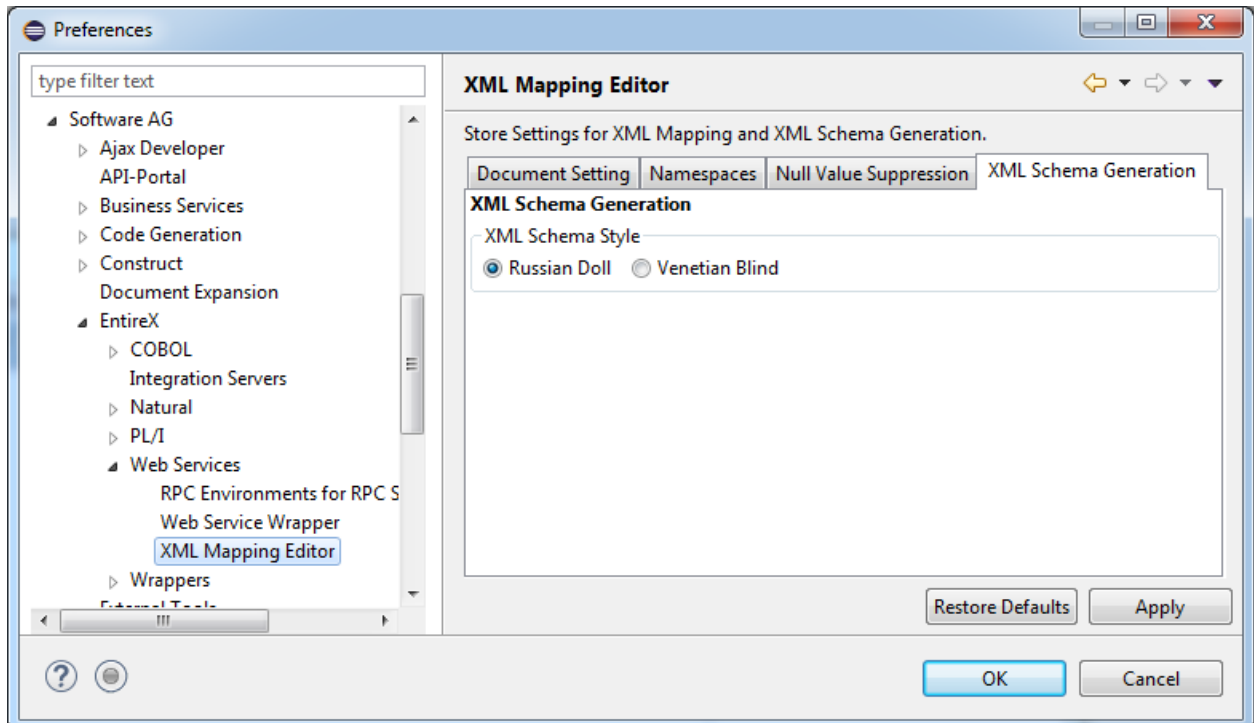 Preferences
type filter text
Software AG
Ajax Developer
API-Portal
Business Services
Code Generation
Construct
Document Expansion
EntireX
COBOL
Integration Servers
Natural
PL/I
Web Services
RPC Environments for RPC S
Web Service Wrapper
XML Mapping Editor
Wrappers
XML Mapping Editor
Store Settings for XML Mapping and XML Schema Generation.
Document Setting Namespaces Null Value Suppression XML Schema Generation
XML Schema Generation
XML Schema Style
Russian Doll Venetian Blind
Restore Defaults Apply
OK Cancel